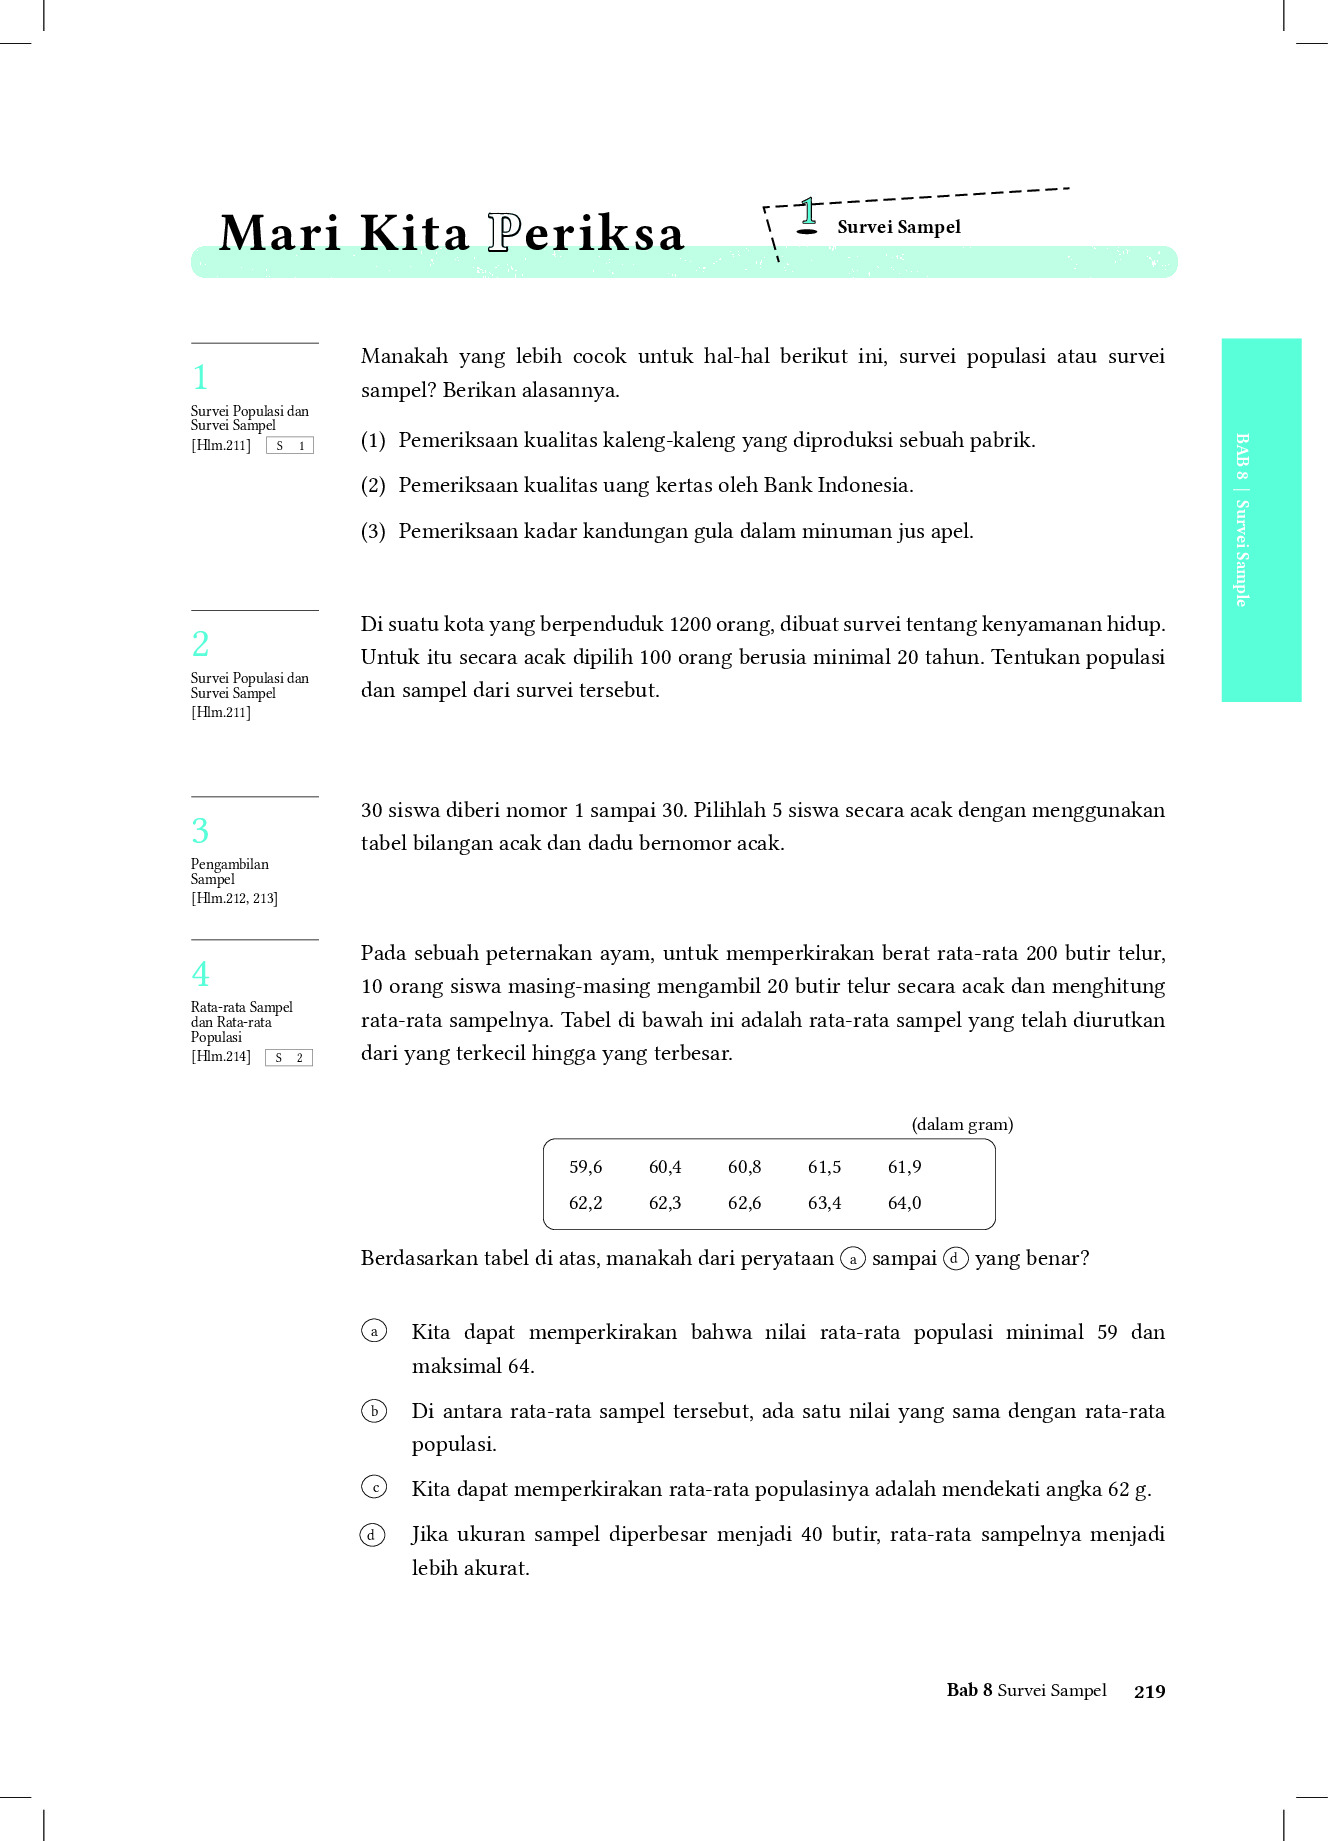 Mari Kita Periksa
1 Survei Sampel
1
Survei Populasi dan
Survei Sampel
[Hlm.211] S 1
Manakah yang lebih cocok untuk hal-hal berikut ini, survei populasi atau survei
sampel? Berikan alasannya.
(1) Pemeriksaan kualitas kaleng-kaleng yang diproduksi sebuah pabrik.
(2) Pemeriksaan kualitas uang kertas oleh Bank Indonesia.
(3) Pemeriksaan kadar kandungan gula dalam minuman jus apel.
BAB 8 | Survei Sample
2
Survei Populasi dan
Survei Sampel
[Hlm.211]
Di suatu kota yang berpenduduk 1200 orang, dibuat survei tentang kenyamanan hidup.
Untuk itu secara acak dipilih 100 orang berusia minimal 20 tahun. Tentukan populasi
dan sampel dari survei tersebut.
3
Pengambilan
Sampel
[Hlm.212, 213]
30 siswa diberi nomor 1 sampai 30. Pilihlah 5 siswa secara acak dengan menggunakan
tabel bilangan acak dan dadu bernomor acak.
4
Rata-rata Sampel
dan Rata-rata
Populasi
[Hlm.214] S 2
Pada sebuah peternakan ayam, untuk memperkirakan berat rata-rata 200 butir telur,
10 orang siswa masing-masing mengambil 20 butir telur secara acak dan menghitung
rata-rata sampelnya. Tabel di bawah ini adalah rata-rata sampel yang telah diurutkan
dari yang terkecil hingga yang terbesar.
(dalam gram)
59,6 60,4 60,8 61,5 61,9
62,2 62,3 62,6 63,4 64,0
Berdasarkan tabel di atas, manakah dari peryataan a sampai d yang benar?
a Kita dapat memperkirakan bahwa nilai rata-rata populasi minimal 59 dan
maksimal 64.
b Di antara rata-rata sampel tersebut, ada satu nilai yang sama dengan rata-rata
populasi.
c Kita dapat memperkirakan rata-rata populasinya adalah mendekati angka 62 g.
d Jika ukuran sampel diperbesar menjadi 40 butir, rata-rata sampelnya menjadi
lebih akurat.
Bab 8 Survei Sampel 219